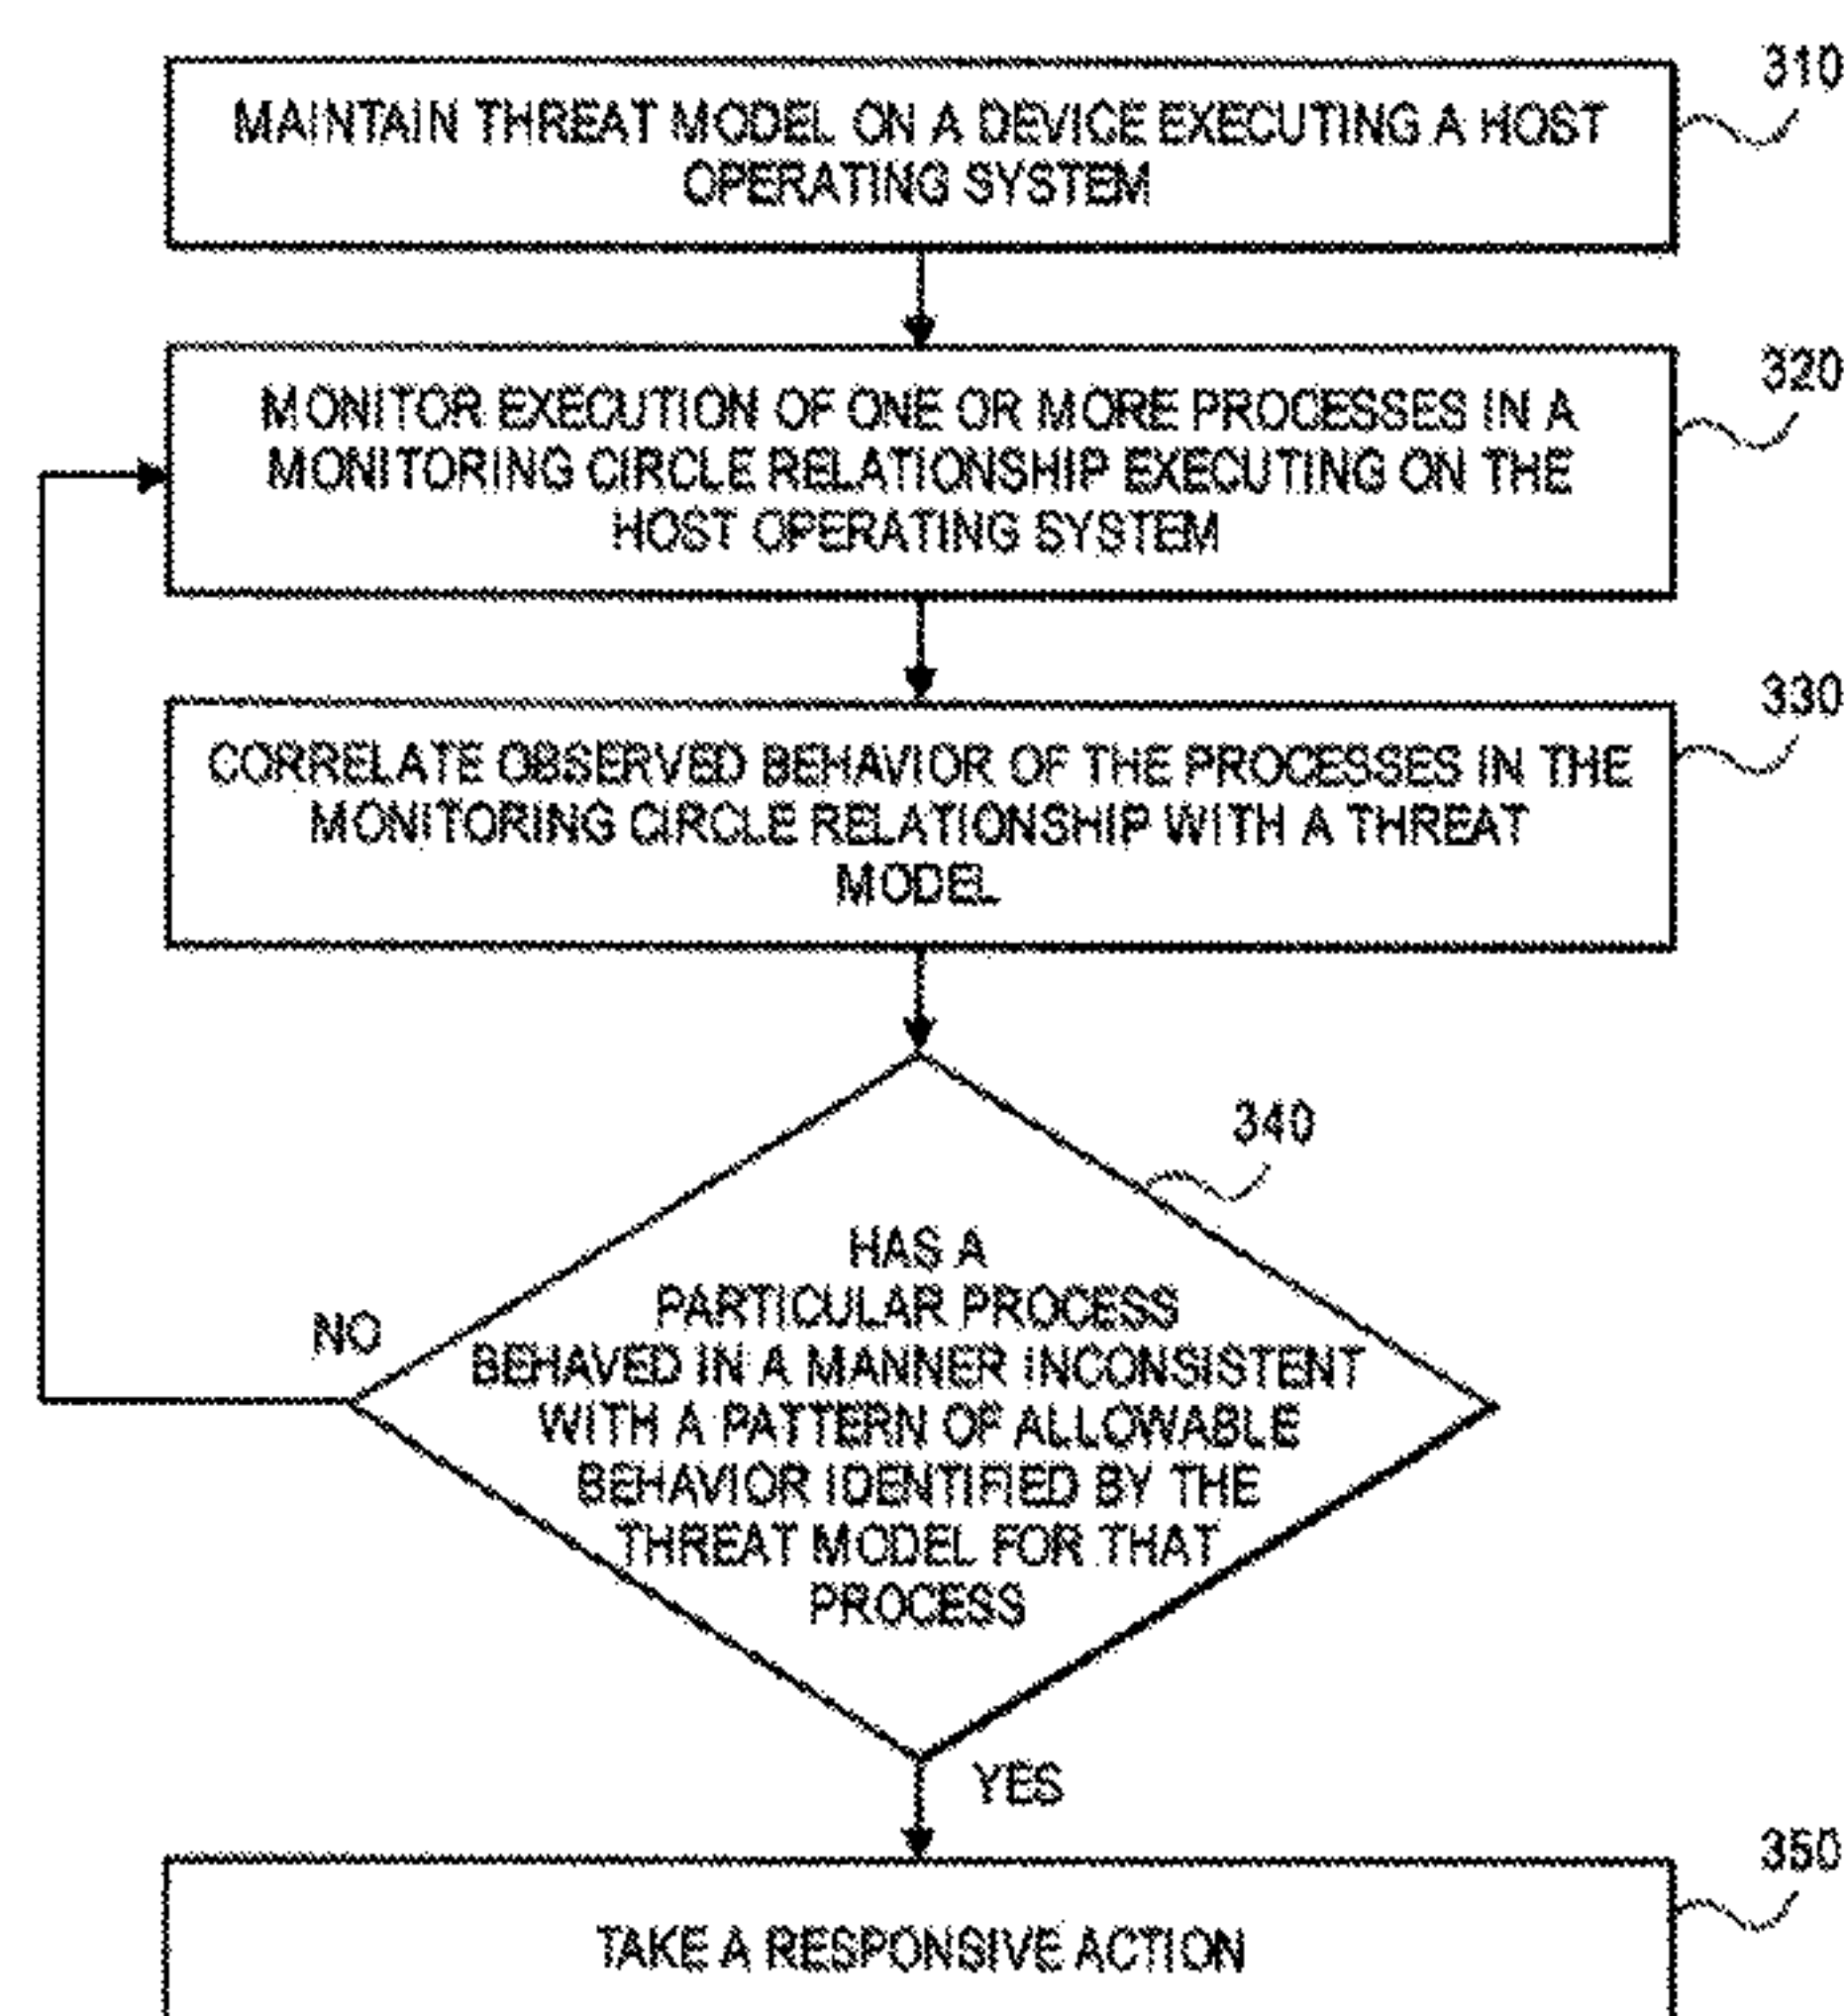 310
MAINTAIN THREAT MODEL ON A DEVICE EXECUTING A HOST
OPERATING SYSTEM
320
MONITOR EXECUTION OF ONE OR MORE PROCESSES IN A
MONITORING CIRCLE RELATIONSHIP EXECUTING ON THE
HOST OPERATING SYSTEM
330
CORRELATE OBSERVED BEHAVIOR OF THE PROCESSES IN THE
MONITORING CIRCLE RELATIONSHIP WITH A THREAT
MODEL
340
HAS A
PARTICULAR PROCESS
BEHAVED IN A MANNER INCONSISTENT
WITH A PATTERN OF ALLOWABLE
BEHAVIOR IDENTIFIED BY THE
THREAT MODEL FOR THAT
PROCESS
NO
YES
350
TAKE A RESPONSIVE ACTION